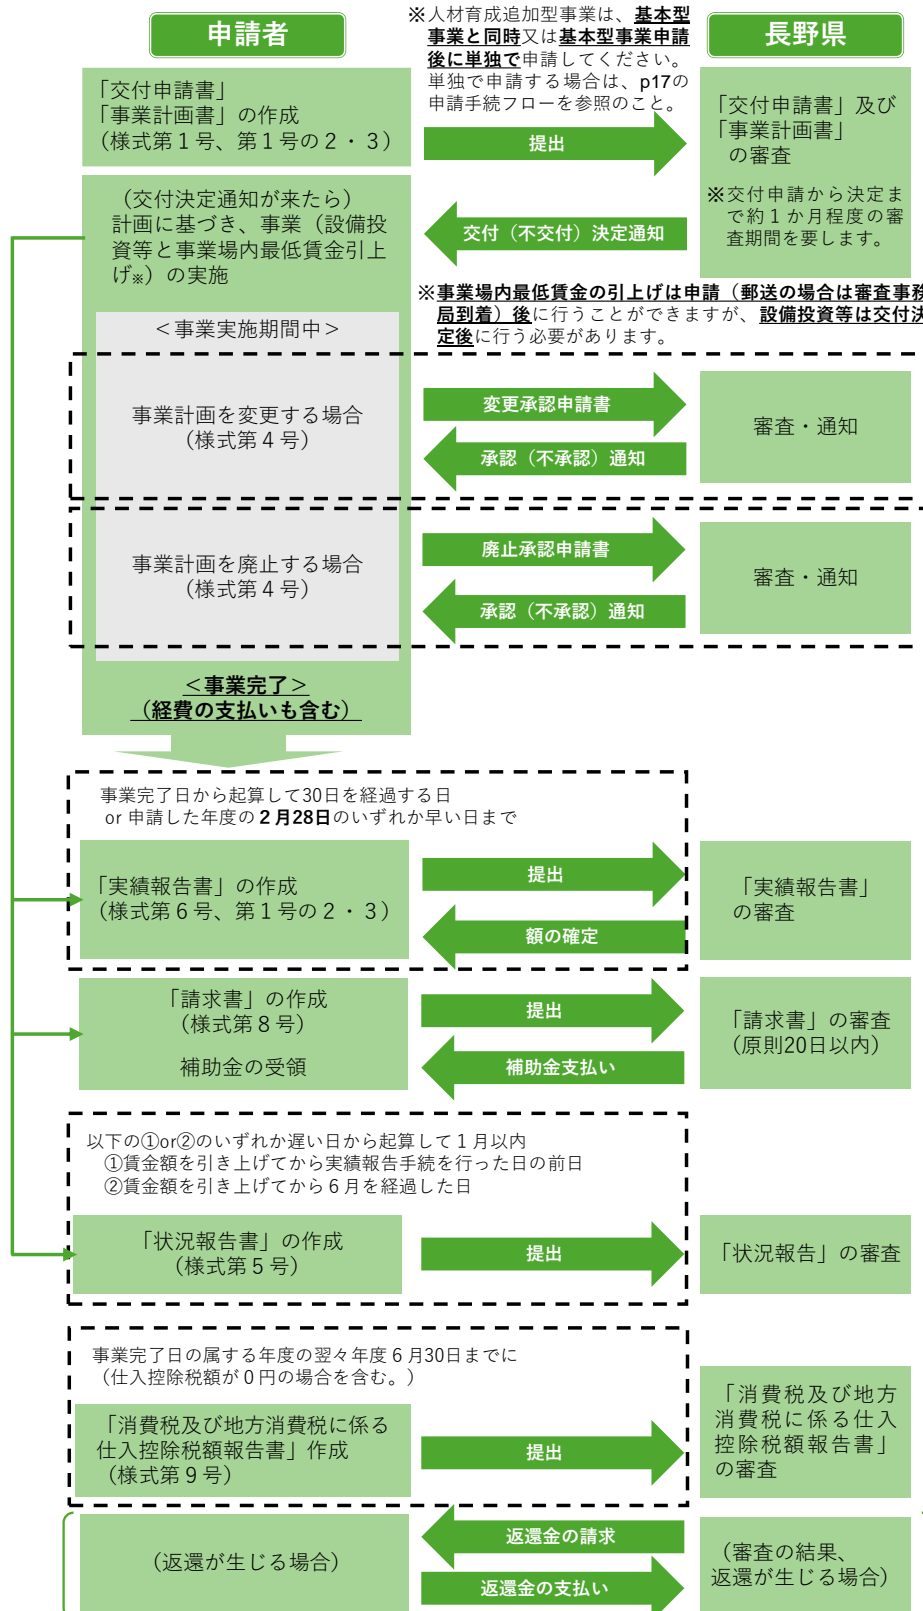 申請者
※人材育成追加型事業は、基本型
事業と同時又は基本型事業申請
後に単独で申請してください。
単独で申請する場合は、p17の
申請手続フローを参照のこと。
長野県
「交付申請書」
「事業計画書」の作成
(様式第１号、第１号の２・３)
提出
「交付申請書」及び
「事業計画書」
の審査
※交付申請から決定ま
で約１か月程度の審
査期間を要します。
（交付決定通知が来たら）
計画に基づき、事業（設備投
資等と事業場内最低賃金引上
げ※）の実施
交付（不交付）決定通知
※事業場内最低賃金の引上げは申請（郵送の場合は審査事務
局到着）後に行うことができますが、設備投資等は交付決
定後に行う必要があります。
＜事業実施期間中＞
事業計画を変更する場合
(様式第４号)
変更承認申請書
承認（不承認）通知
審査・通知
事業計画を廃止する場合
(様式第４号)
廃止承認申請書
承認（不承認）通知
審査・通知
＜事業完了＞
（経費の支払いも含む）
事業完了日から起算して30日を経過する日
or 申請した年度の２月28日のいずれか早い日まで
「実績報告書」の作成
(様式第６号、第１号の２・３)
提出
額の確定
「実績報告書」
の審査
「請求書」の作成
(様式第８号)
補助金の受領
提出
補助金支払い
「請求書」の審査
(原則20日以内)
以下の①or②のいずれか遅い日から起算して１月以内
①賃金額を引き上げてから実績報告手続を行った日の前日
②賃金額を引き上げてから６月を経過した日
「状況報告書」の作成
(様式第５号)
提出
「状況報告」の審査
事業完了日の属する年度の翌々年度６月30日までに
（仕入控除税額が０円の場合を含む。）
「消費税及び地方消費税に係る
仕入控除税額報告書」作成
(様式第９号)
提出
「消費税及び地方
消費税に係る仕入
控除税額報告書」
の審査
(返還が生じる場合)
返還金の請求
返還金の支払い
(審査の結果、
返還が生じる場合)